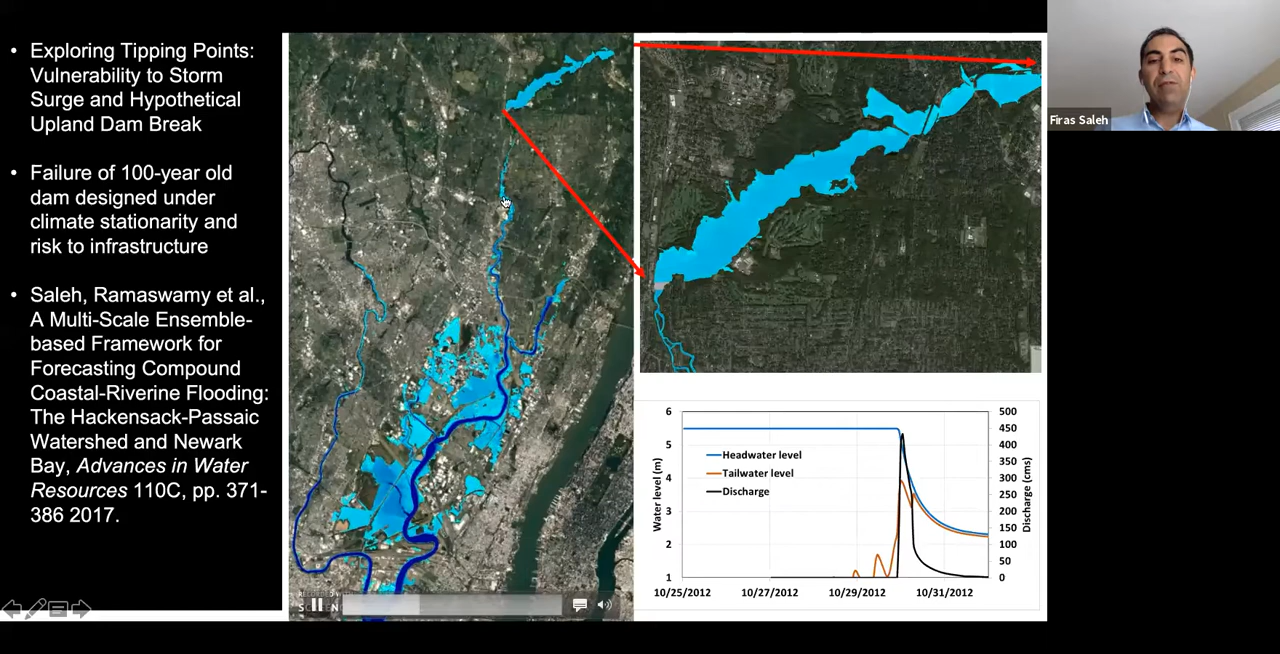 • Exploring Tipping Points:
Vulnerability to Storm
Surge and Hypothetical
Upland Dam Break
• Failure of 100-year old
dam designed under
climate stationarity and
risk to infrastructure
• Saleh, Ramaswamy et al.,
A Multi-Scale Ensemble-
based Framework for
Forecasting Compound
Coastal-Riverine Flooding:
The Hackensack-Passaic
Watershed and Newark
Bay, Advances in Water
Resources 110C, pp. 371-
386 2017.
Firas Saleh
Water level (m)
6
5
4
3
2
1
Headwater level
Tailwater level
Discharge
500
450
400
350
300
250
200
150
100
50
0
Discharge (cms)
10/25/2012
10/27/2012
10/29/2012
10/31/2012